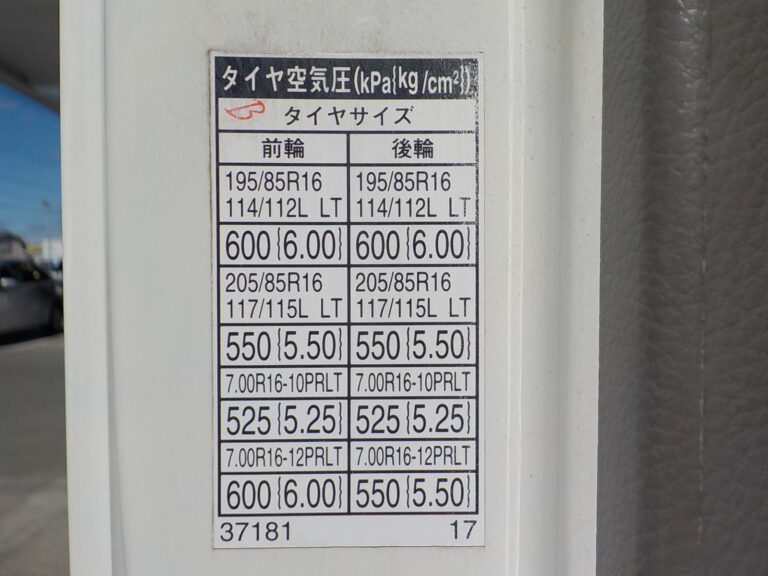 タイヤ空気圧(kPa{kg/cm²})
タイヤサイズ
前輪 後輪
195/85R16 195/85R16
114/112L LT 114/112L LT
600{6.00} 600{6.00}
205/85R16 205/85R16
117/115L LT 117/115L LT
550{5.50} 550{5.50}
7.00R16-10PRLT 7.00R16-10PRLT
525{5.25} 525{5.25}
7.00R16-12PRLT 7.00R16-12PRLT
600{6.00} 550{5.50}
37181 17